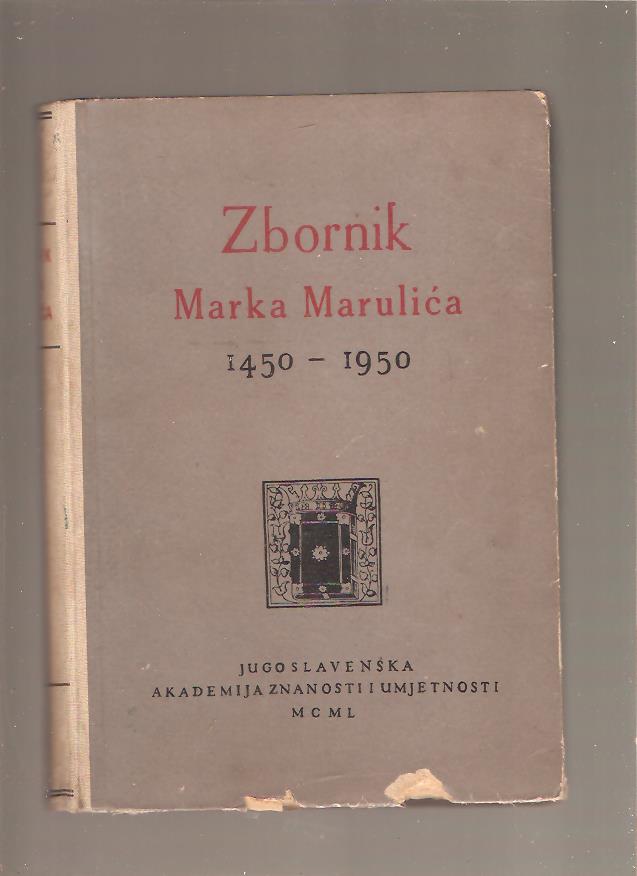 Zbornik
Marka Marulića
1450 – 1950
JUGOSLAVENSKA
AKADEMIJA ZNANOSTI I UMJETNOSTI
MCML